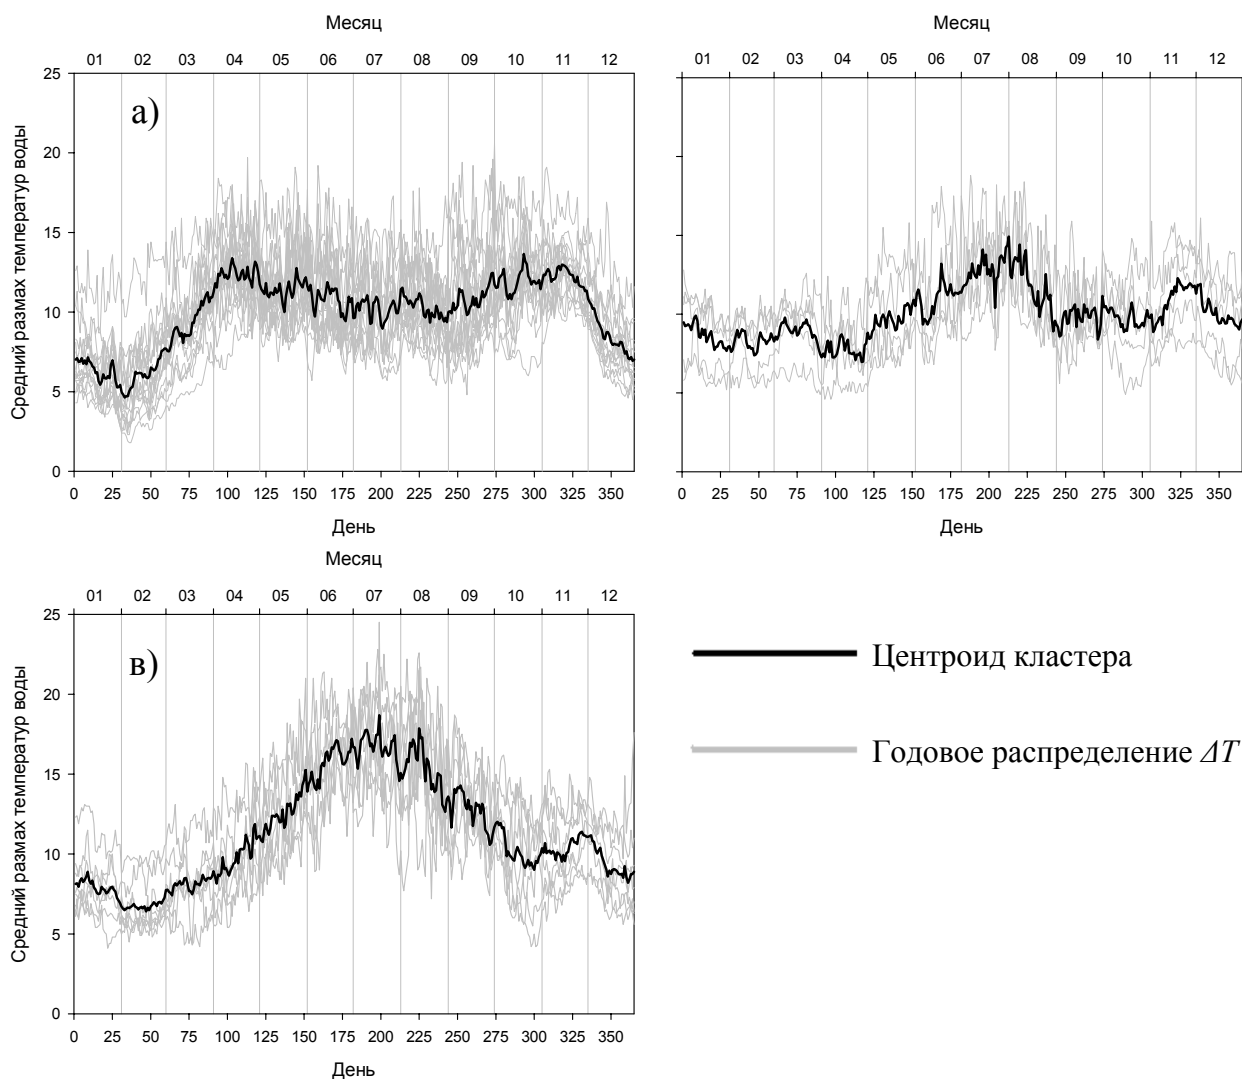 Месяц
01 02 03 04 05 06 07 08 09 10 11 12
а)
Средний размах температур воды
25
20
15
10
5
0
0 25 50 75 100 125 150 175 200 225 250 275 300 325 350
День
Месяц
01 02 03 04 05 06 07 08 09 10 11 12
0 25 50 75 100 125 150 175 200 225 250 275 300 325 350
День
Месяц
01 02 03 04 05 06 07 08 09 10 11 12
в)
Средний размах температур воды
25
20
15
10
5
0
0 25 50 75 100 125 150 175 200 225 250 275 300 325 350
День
Центроид кластера
Годовое распределение ΔT